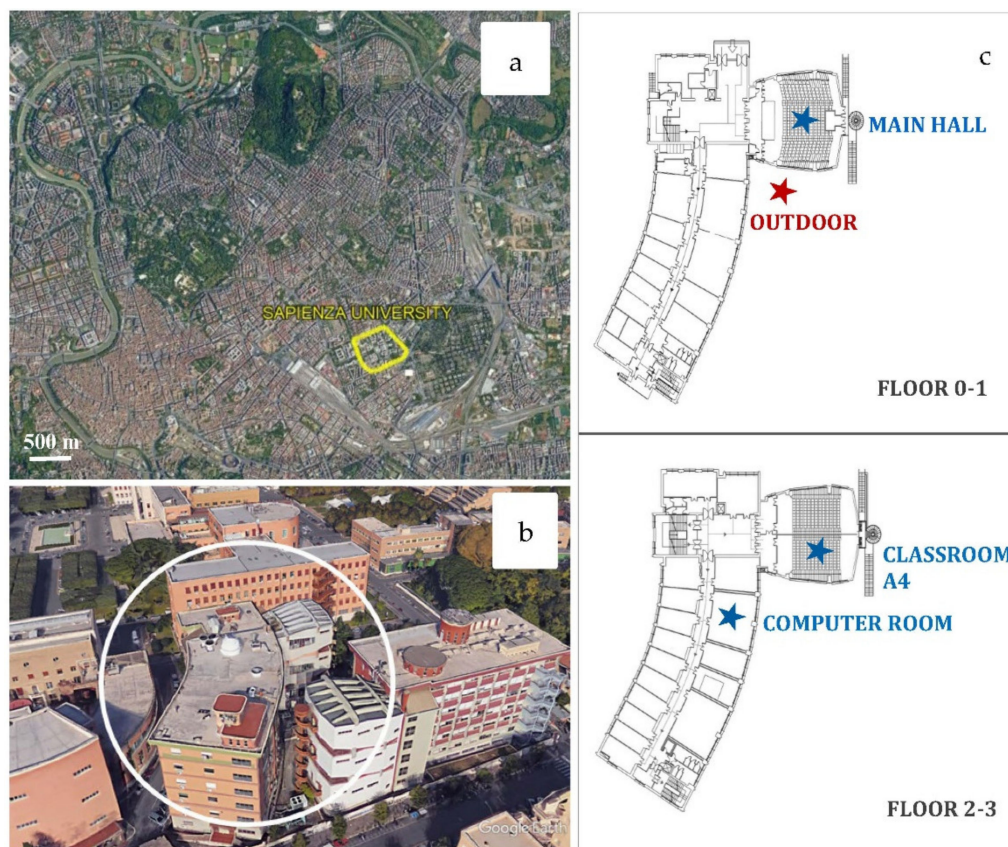 a
SAPIENZA UNIVERSITY
500 m
b
Google Earth
c
MAIN HALL
OUTDOOR
FLOOR 0-1
CLASSROOM
A4
COMPUTER ROOM
FLOOR 2-3